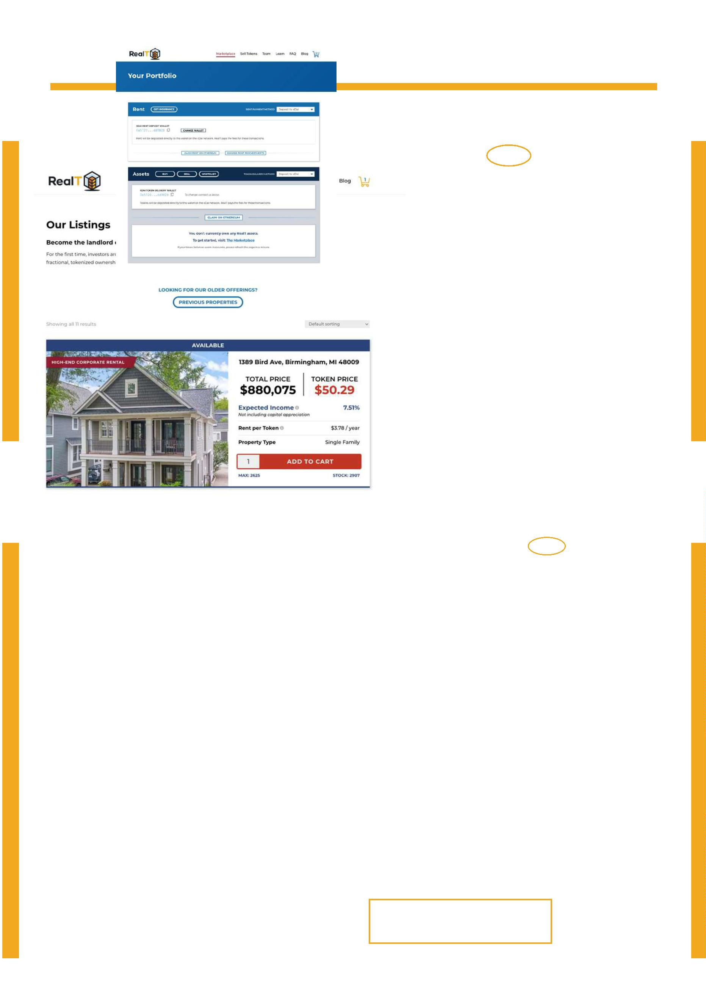 RealT
Marketplace Sell Tokens Team Learn FAQ Blog 0
Your Portfolio
Rent GET INSURANCE RENT PAYMENT METHOD Deposit to xDai
XDAI RENT DEPOSIT WALLET
CHANGE WALLET
Rent will be deposited directly to this wallet on the xDai network. RealT pays the fees for these transactions.
CLAIM RENT ON ETHEREUM MANAGE RENT REINVESTMENTS
Assets BUY SELL WHITELIST TOKEN DELIVERY METHOD Deposit to xDai
XDAI TOKEN DELIVERY WALLET
To change, contact us below.
Tokens will be deposited directly to this wallet on the xDai network. RealT pays the fees for these transactions.
CLAIM ON ETHEREUM
You don't currently own any RealT assets.
To get started, visit: The Marketplace
If your token balances seem inaccurate, please refresh the page in a minute.
RealT
Blog 1
Our Listings
Become the landlord
For the first time, investors
fractional, tokenized
LOOKING FOR OUR OLDER OFFERINGS?
PREVIOUS PROPERTIES
Showing all 11 results
Default sorting
AVAILABLE
HIGH-END CORPORATE RENTAL
1389 Bird Ave, Birmingham, MI 48009
TOTAL PRICE TOKEN PRICE
$880,075 $50.29
Expected Income 7.51%
Not including capital appreciation
Rent per Token $3.78 / year
Property Type Single Family
1 ADD TO CART
MAX: 2625 STOCK: 2907